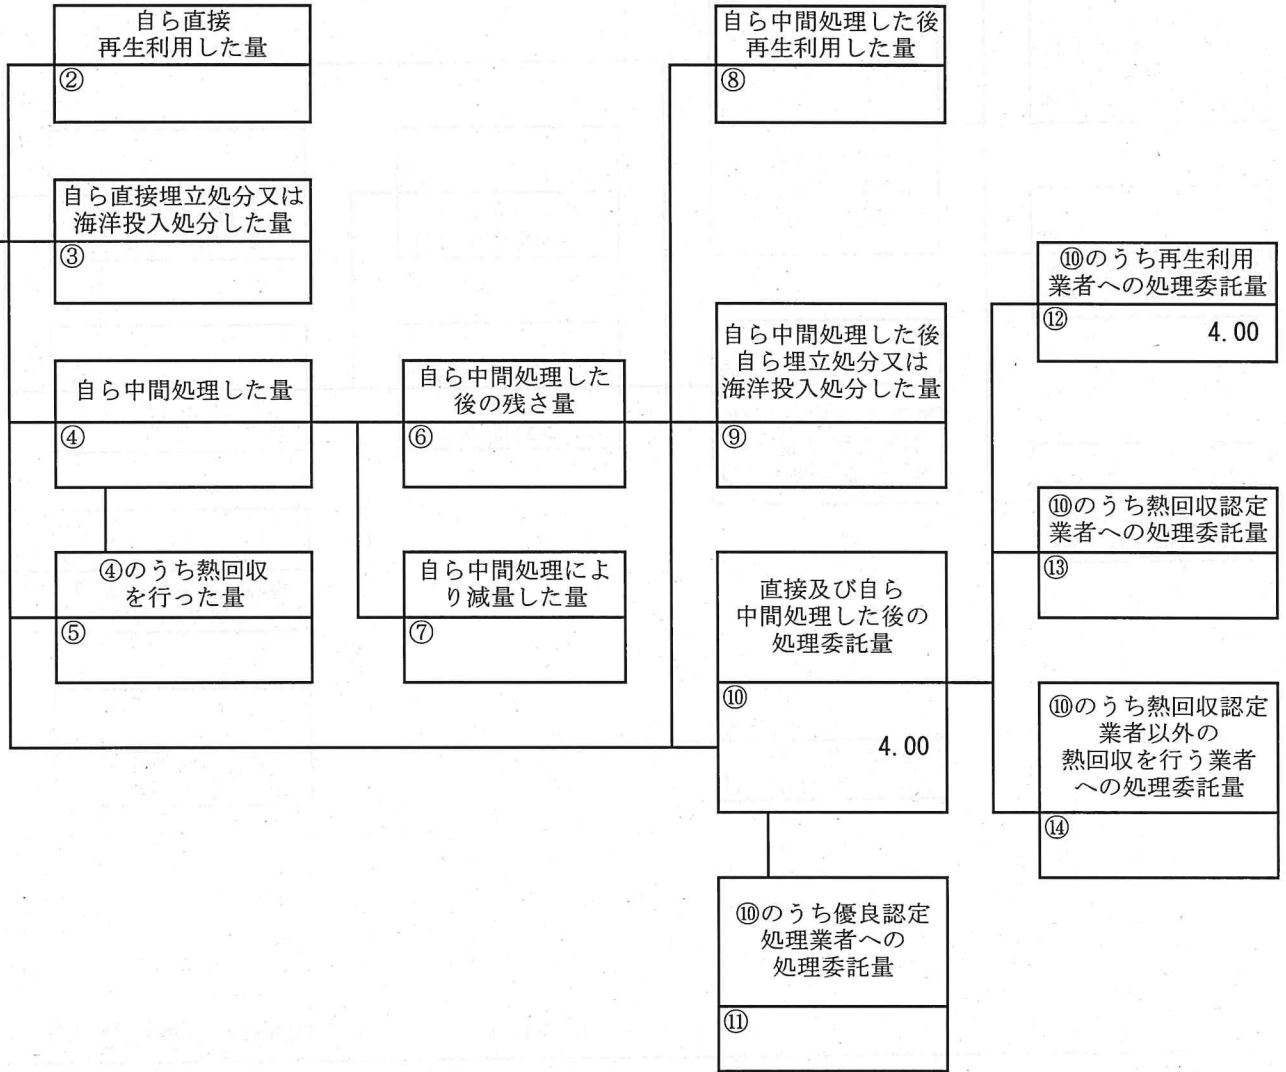 自ら直接
再生利用した量
②
自ら直接埋立処分又は
海洋投入処分した量
③
自ら中間処理した量
④
④のうち熱回収
を行った量
⑤
自ら中間処理した
後の残さ量
⑥
自ら中間処理によ
り減量した量
⑦
自ら中間処理した後
再生利用した量
⑧
自ら中間処理した後
自ら埋立処分又は
海洋投入処分した量
⑨
直接及び自ら
中間処理した後の
処理委託量
⑩
4.00
⑩のうち優良認定
処理業者への
処理委託量
⑪
⑩のうち再生利用
業者への処理委託量
⑫
4.00
⑩のうち熱回収認定
業者への処理委託量
⑬
⑩のうち熱回収認定
業者以外の
熱回収を行う業者
への処理委託量
⑭